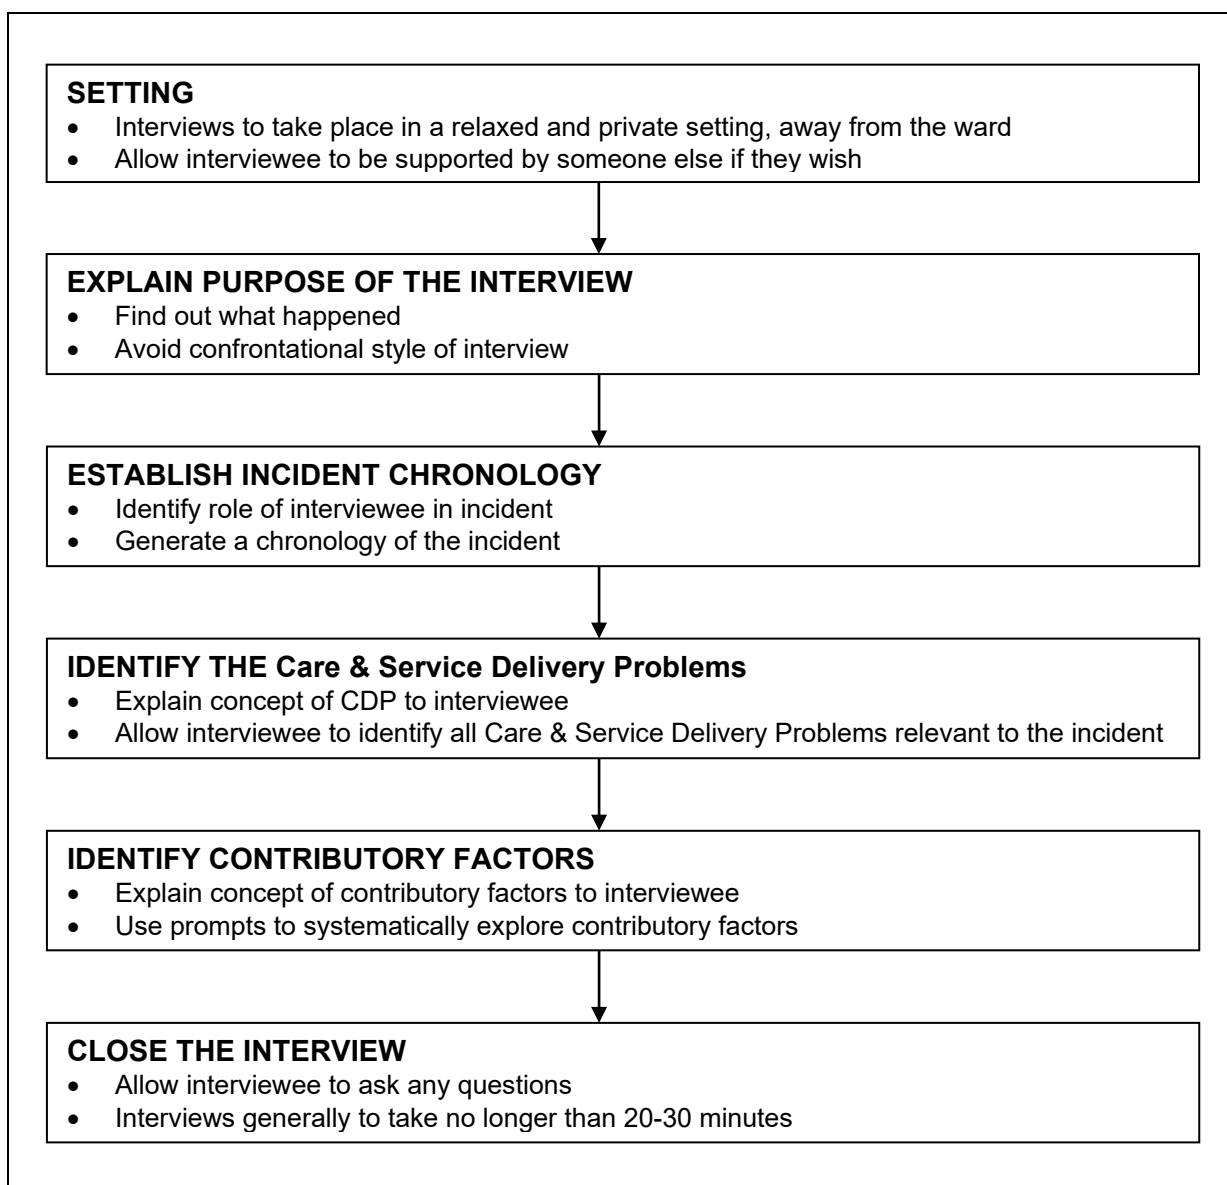 SETTING
• Interviews to take place in a relaxed and private setting, away from the ward
• Allow interviewee to be supported by someone else if they wish
EXPLAIN PURPOSE OF THE INTERVIEW
• Find out what happened
• Avoid confrontational style of interview
ESTABLISH INCIDENT CHRONOLOGY
• Identify role of interviewee in incident
• Generate a chronology of the incident
IDENTIFY THE Care & Service Delivery Problems
• Explain concept of CDP to interviewee
• Allow interviewee to identify all Care & Service Delivery Problems relevant to the incident
IDENTIFY CONTRIBUTORY FACTORS
• Explain concept of contributory factors to interviewee
• Use prompts to systematically explore contributory factors
CLOSE THE INTERVIEW
• Allow interviewee to ask any questions
• Interviews generally to take no longer than 20-30 minutes